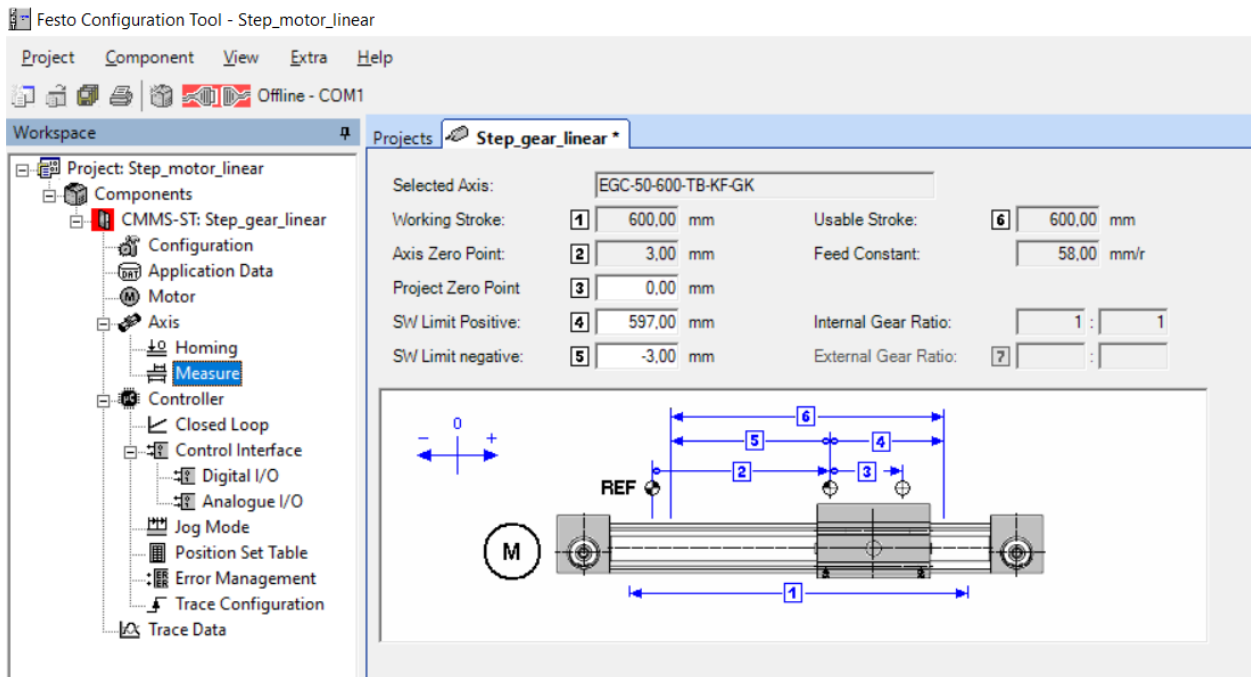 Festo Configuration Tool - Step_motor_linear
Project Component View Extra Help
Offline - COM1
Workspace
Project: Step_motor_linear
Components
CMMS-ST: Step_gear_linear
Configuration
DAT Application Data
M Motor
Axis
Homing
Measure
Controller
Closed Loop
Control Interface
Digital I/O
Analogue I/O
Jog Mode
Position Set Table
Error Management
Trace Configuration
Trace Data
Projects Step_gear_linear *
Selected Axis: EGC-50-600-TB-KF-GK
Working Stroke: 1 600,00 mm Usable Stroke: 6 600,00 mm
Axis Zero Point: 2 3,00 mm Feed Constant: 58,00 mm/r
Project Zero Point 3 0,00 mm
SW Limit Positive: 4 597,00 mm Internal Gear Ratio: 1 : 1
SW Limit negative: 5 -3,00 mm External Gear Ratio: 7 :
6
− 0 +
5 4
2 3
REF
M
1